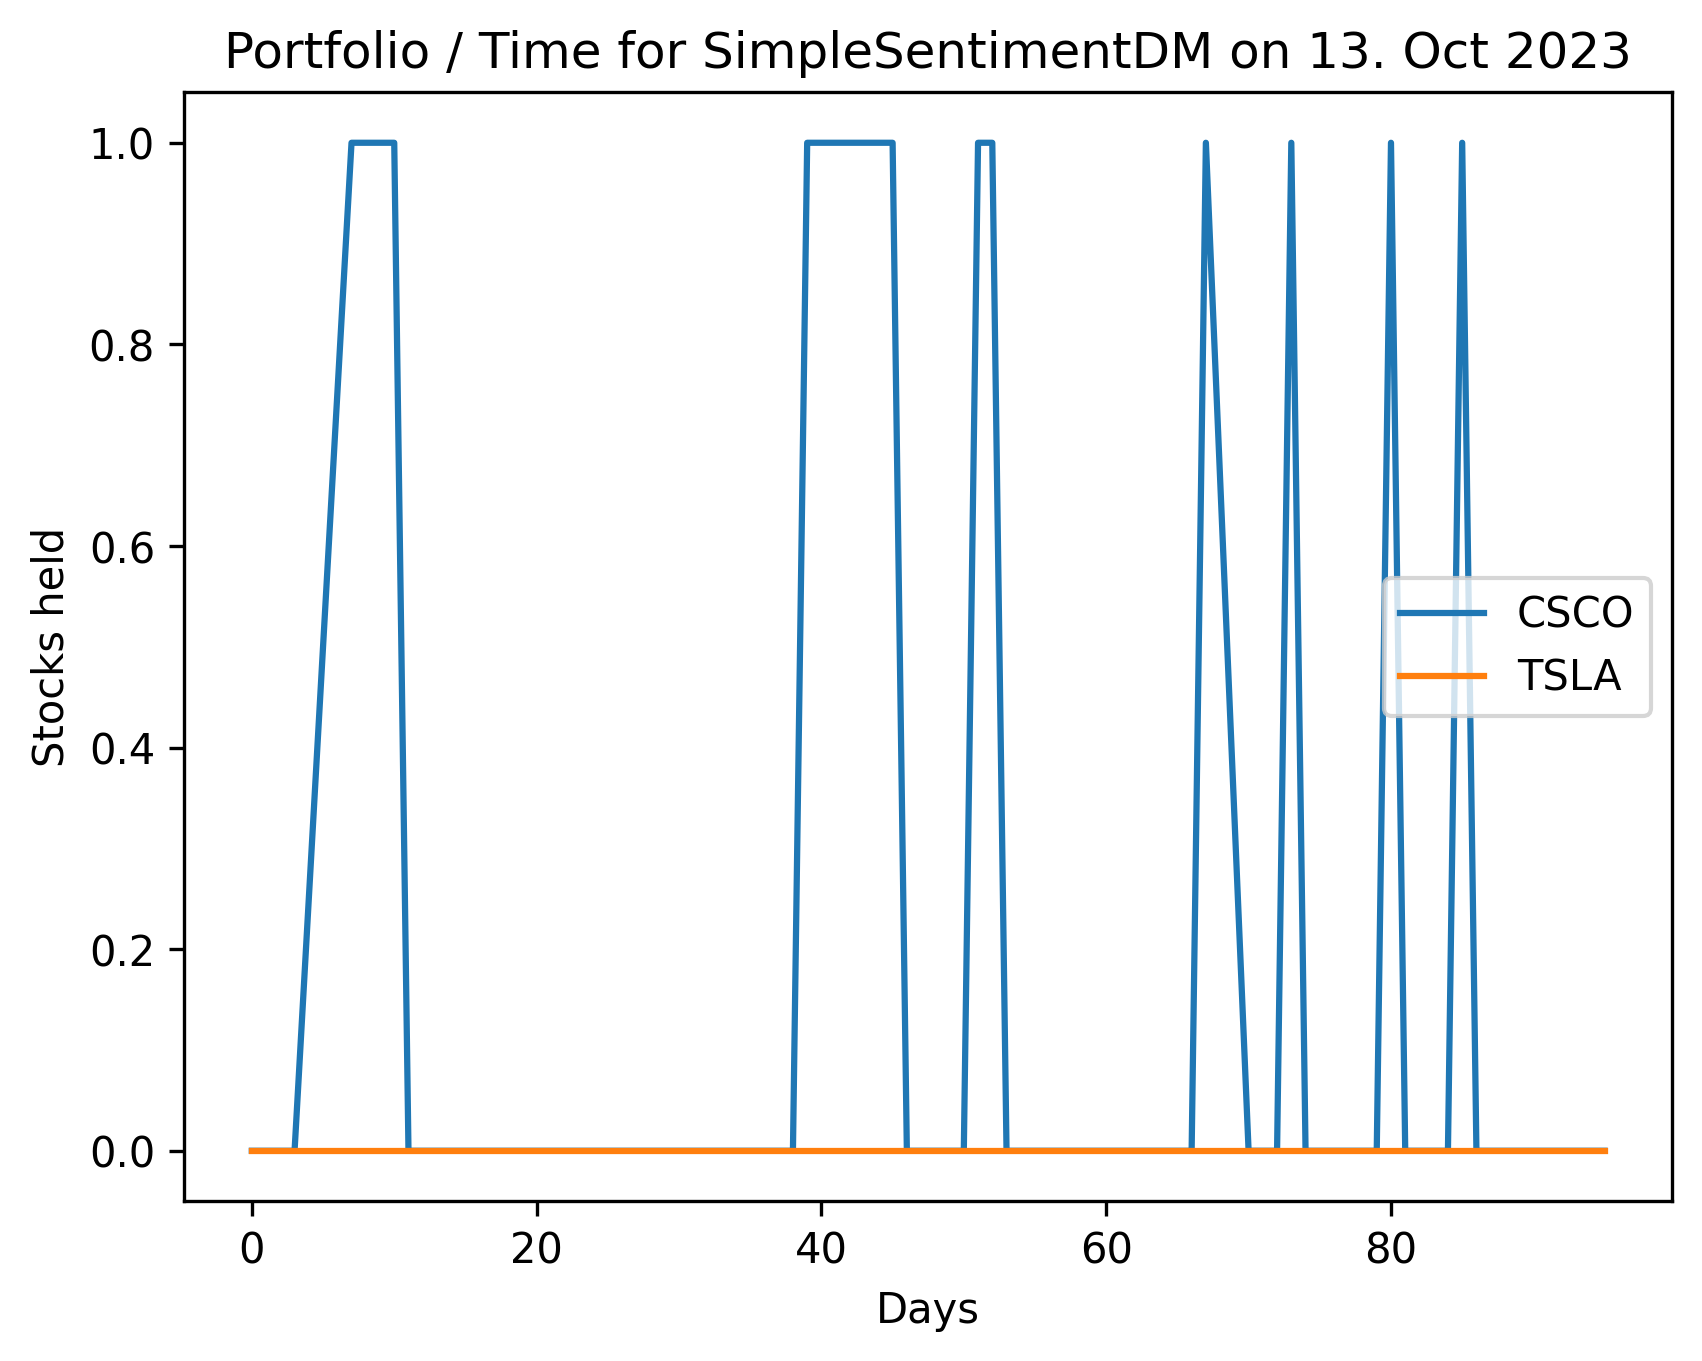 Portfolio / Time for SimpleSentimentDM on 13. Oct 2023
1.0
0.8
0.6
0.4
0.2
0.0
Stocks held
CSCO
TSLA
0 20 40 60 80
Days